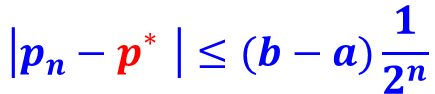 |pₙ − p* | ≤ (b − a) 1/2ⁿ